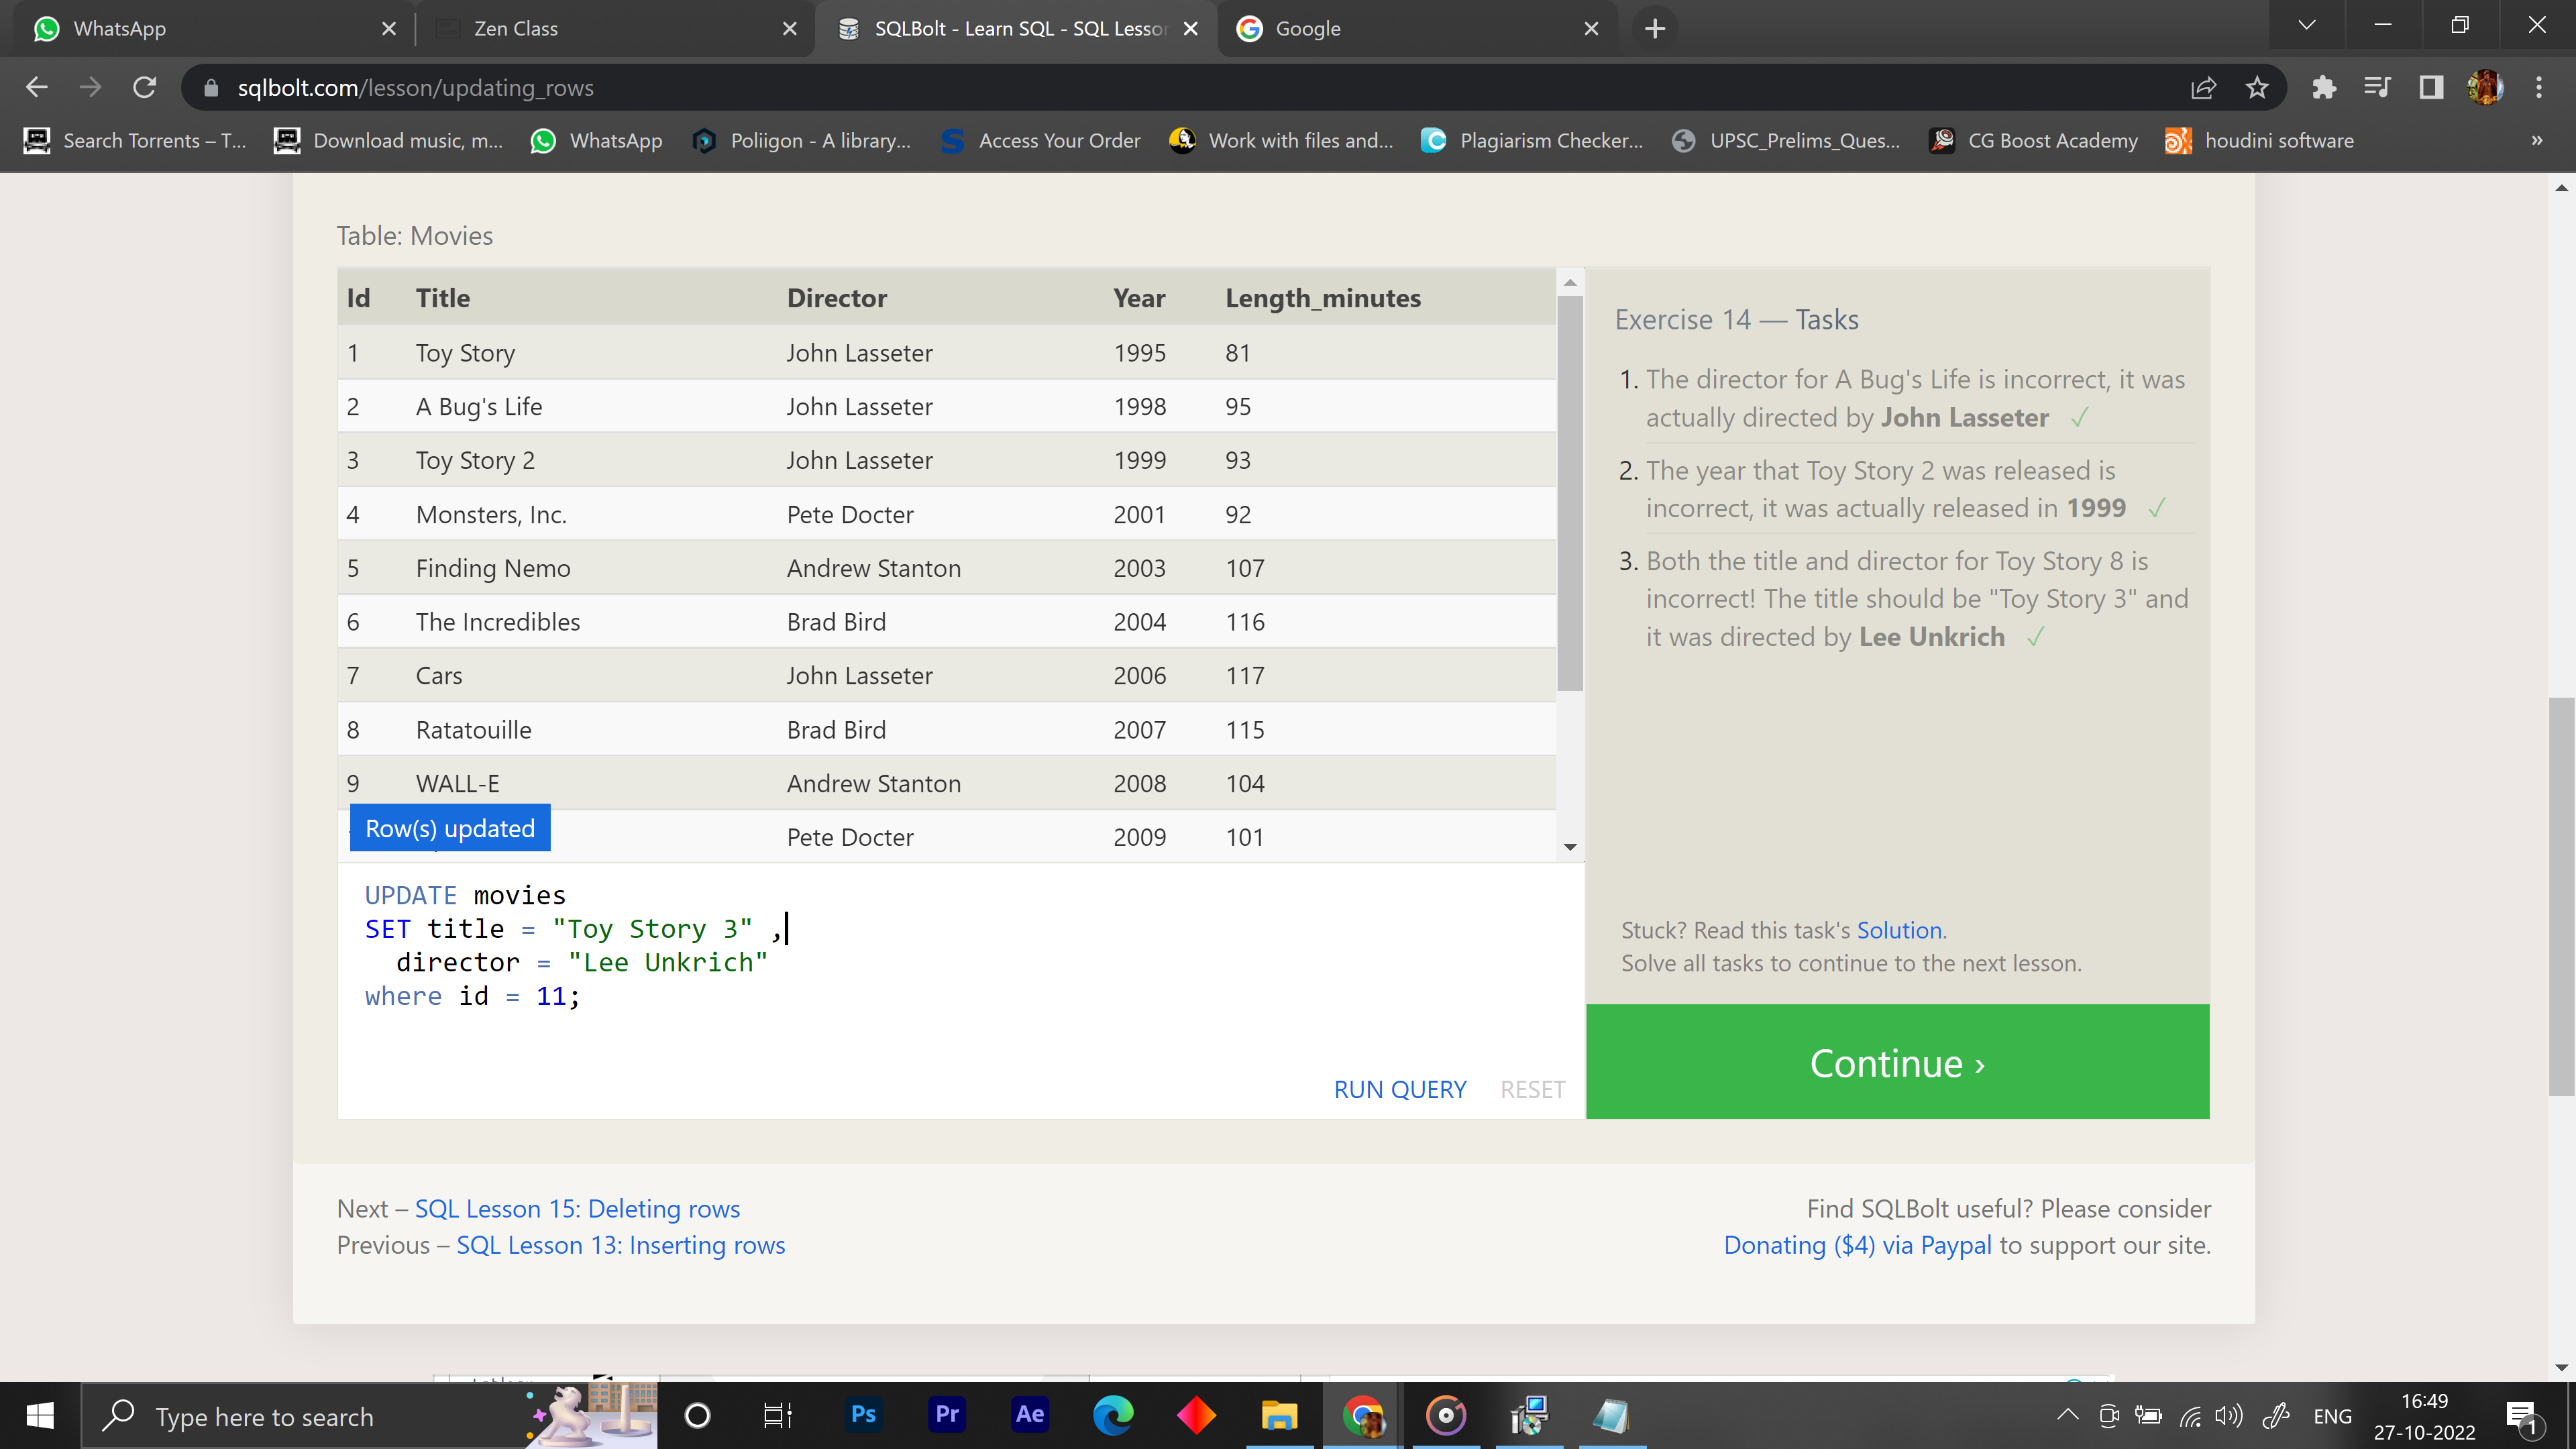 WhatsApp
Zen Class
SQLBolt - Learn SQL - SQL Lesso
Google
sqlbolt.com/lesson/updating_rows
Search Torrents – T...
Download music, m...
WhatsApp
Poliigon - A library...
Access Your Order
Work with files and...
Plagiarism Checker...
UPSC_Prelims_Ques...
CG Boost Academy
houdini software
»
Table: Movies
Id Title Director Year Length_minutes
1 Toy Story John Lasseter 1995 81
2 A Bug's Life John Lasseter 1998 95
3 Toy Story 2 John Lasseter 1999 93
4 Monsters, Inc. Pete Docter 2001 92
5 Finding Nemo Andrew Stanton 2003 107
6 The Incredibles Brad Bird 2004 116
7 Cars John Lasseter 2006 117
8 Ratatouille Brad Bird 2007 115
9 WALL-E Andrew Stanton 2008 104
Pete Docter 2009 101
Row(s) updated
UPDATE movies
SET title = "Toy Story 3" ,
director = "Lee Unkrich"
where id = 11;
RUN QUERY RESET
Exercise 14 — Tasks
1. The director for A Bug's Life is incorrect, it was
actually directed by John Lasseter ✓
2. The year that Toy Story 2 was released is
incorrect, it was actually released in 1999 ✓
3. Both the title and director for Toy Story 8 is
incorrect! The title should be "Toy Story 3" and
it was directed by Lee Unkrich ✓
Stuck? Read this task's Solution.
Solve all tasks to continue to the next lesson.
Continue ›
Next – SQL Lesson 15: Deleting rows
Previous – SQL Lesson 13: Inserting rows
Find SQLBolt useful? Please consider
Donating ($4) via Paypal to support our site.
Type here to search
Ps
Pr
Ae
ENG
16:49
27-10-2022
1